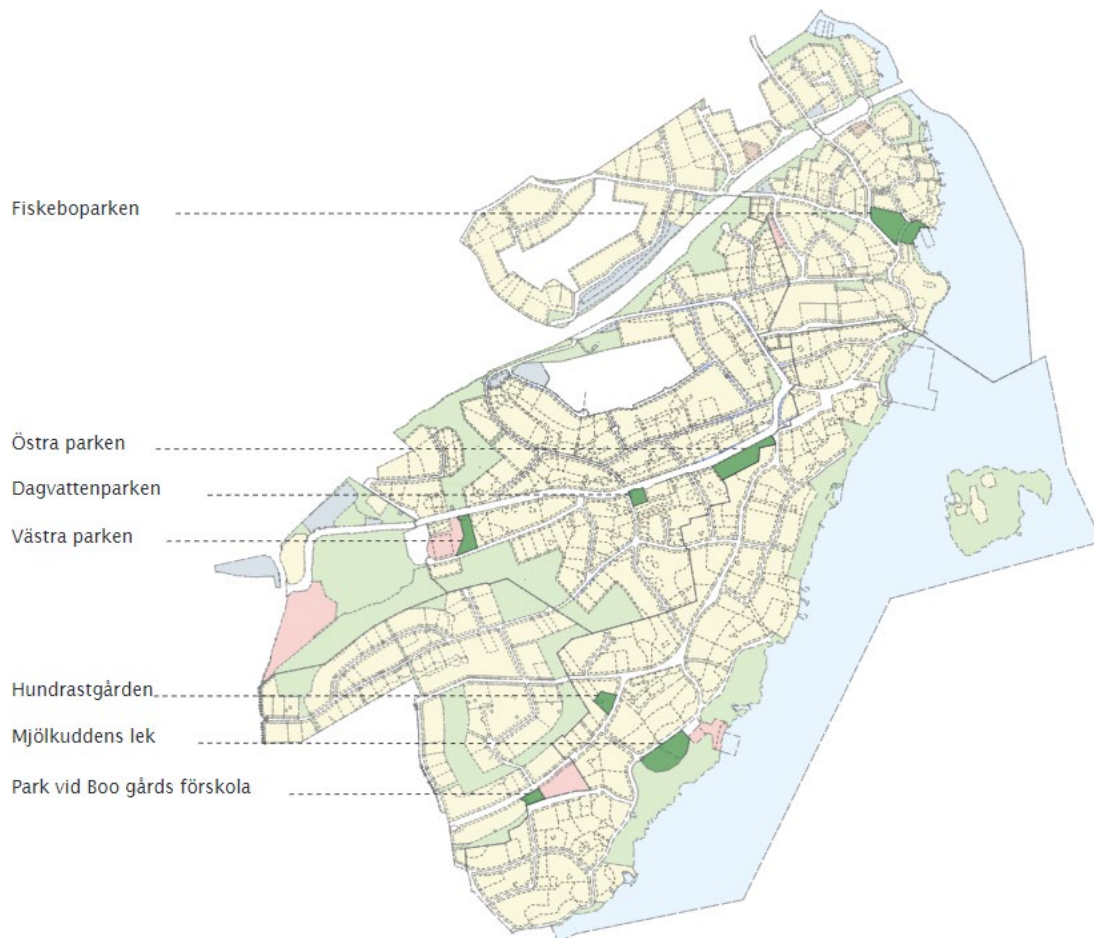 Fiskeboparken
Östra parken
Dagvattenparken
Västra parken
Hundrastgården
Mjölkuddens lek
Park vid Boo gårds förskola